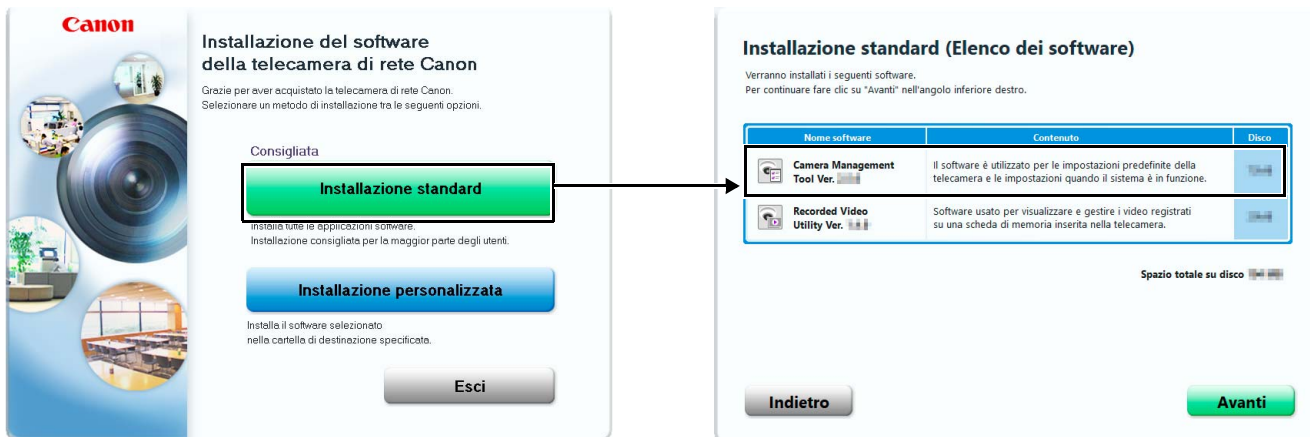 Canon
Installazione del software
della telecamera di rete Canon
Grazie per aver acquistato la telecamera di rete Canon.
Selezionare un metodo di installazione tra le seguenti opzioni.
Consigliata
Installazione standard
Installa tutte le applicazioni software.
Installazione consigliata per la maggior parte degli utenti.
Installazione personalizzata
Installa il software selezionato
nella cartella di destinazione specificata.
Esci
Installazione standard (Elenco dei software)
Verranno installati i seguenti software.
Per continuare fare clic su "Avanti" nell'angolo inferiore destro.
Nome software Contenuto Disco
Camera Management
Tool Ver.
Il software è utilizzato per le impostazioni predefinite della
telecamera e le impostazioni quando il sistema è in funzione.
Recorded Video
Utility Ver.
Software usato per visualizzare e gestire i video registrati
su una scheda di memoria inserita nella telecamera.
Spazio totale su disco
Indietro
Avanti